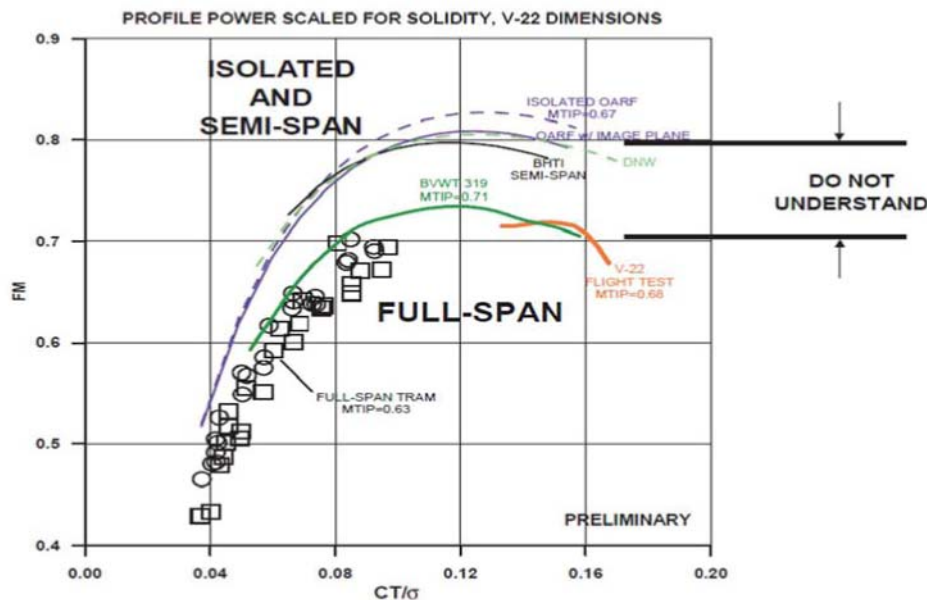 PROFILE POWER SCALED FOR SOLIDITY, V-22 DIMENSIONS
0.9
ISOLATED
AND
SEMI-SPAN
ISOLATED OARF
MTIP=0.67
0.8
OARF w/ IMAGE PLANE
DNW
BHTI
SEMI-SPAN
BVWT 319
MTIP=0.71
DO NOT
UNDERSTAND
0.7
V-22
FLIGHT TEST
MTIP=0.68
FM
FULL-SPAN
0.6
FULL-SPAN TRAM
MTIP=0.63
0.5
PRELIMINARY
0.4
0.00
0.04
0.08
0.12
0.16
0.20
CT/σ